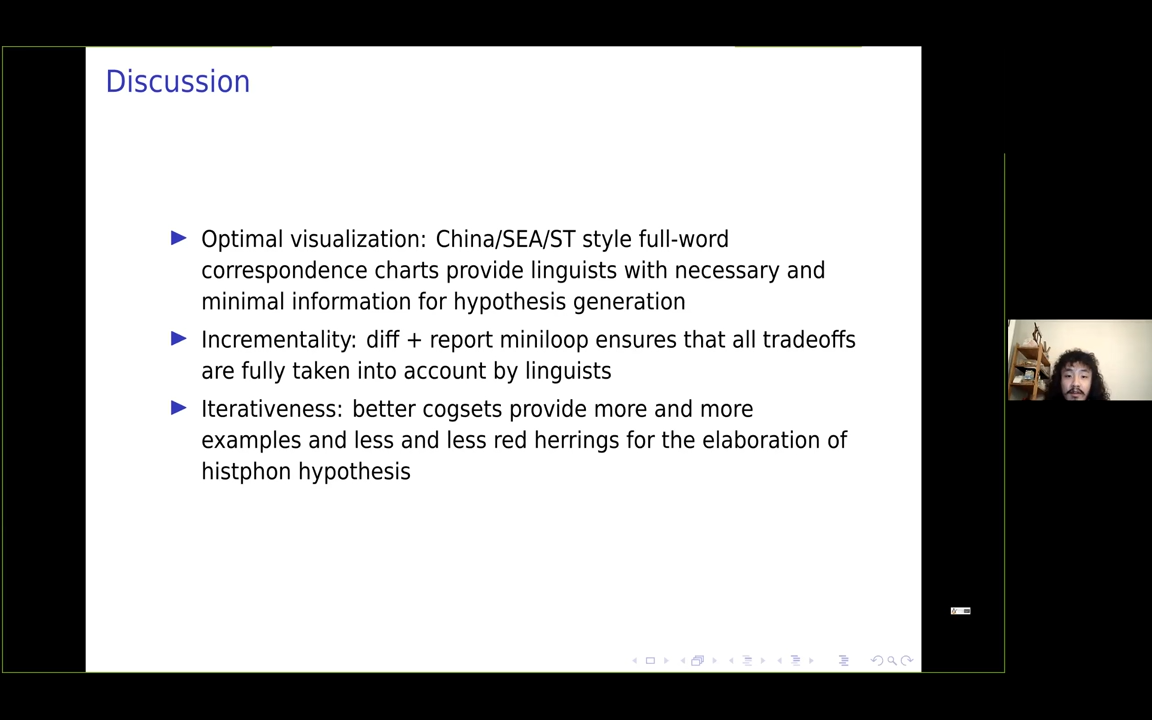 Discussion
Optimal visualization: China/SEA/ST style full-word
correspondence charts provide linguists with necessary and
minimal information for hypothesis generation
Incrementality: diff + report miniloop ensures that all tradeoffs
are fully taken into account by linguists
Iterativeness: better cogsets provide more and more
examples and less and less red herrings for the elaboration of
histphon hypothesis